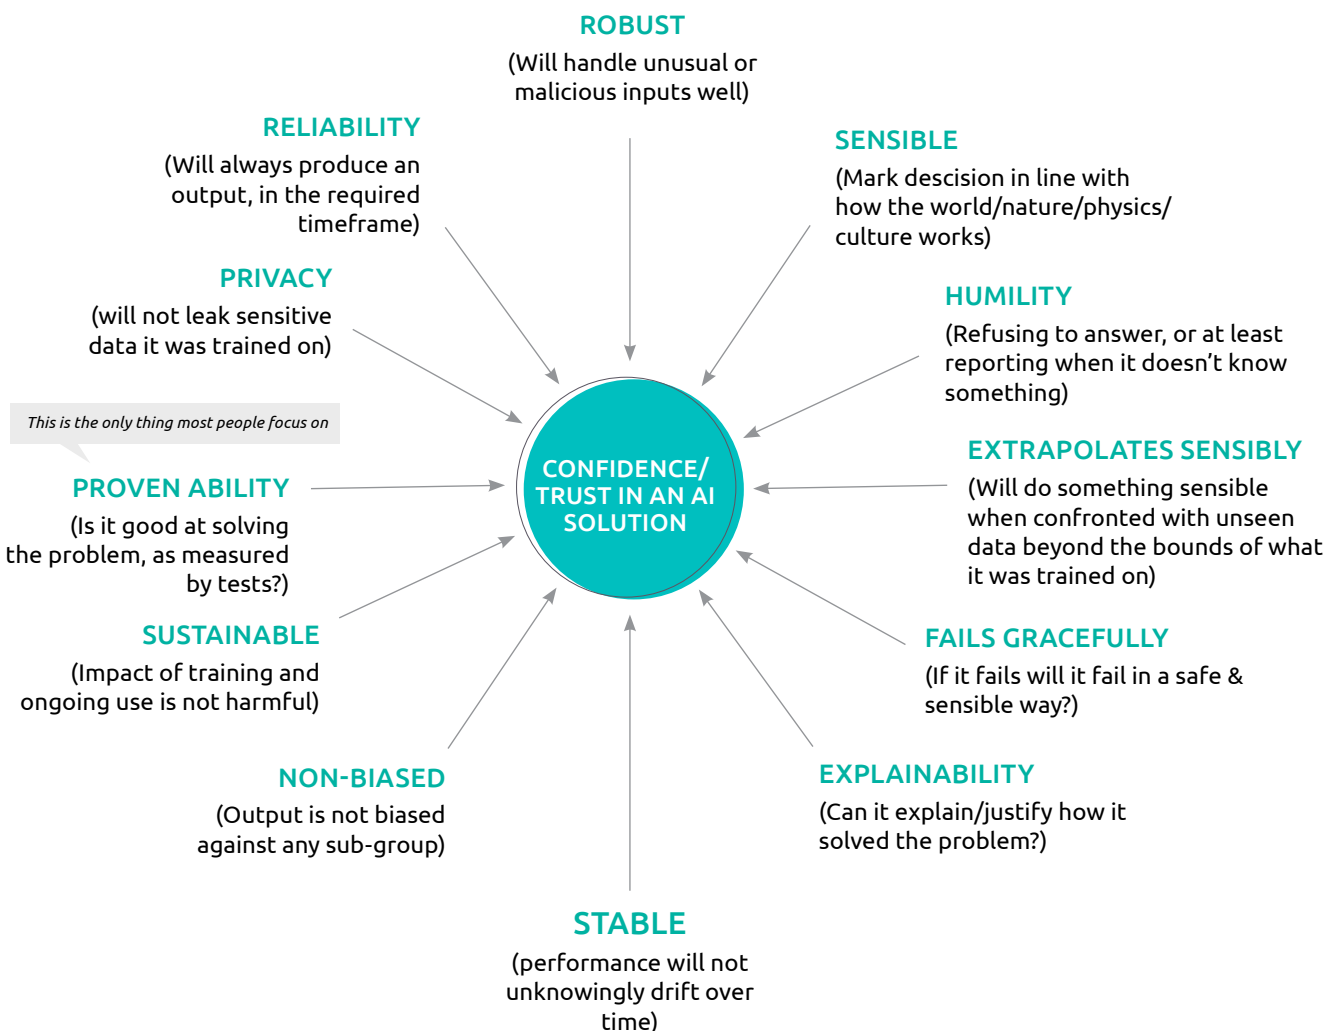 ROBUST
(Will handle unusual or
malicious inputs well)
RELIABILITY
(Will always produce an
output, in the required
timeframe)
SENSIBLE
(Mark descision in line with
how the world/nature/physics/
culture works)
PRIVACY
(will not leak sensitive
data it was trained on)
HUMILITY
(Refusing to answer, or at least
reporting when it doesn’t know
something)
This is the only thing most people focus on
PROVEN ABILITY
(Is it good at solving
the problem, as measured
by tests?)
CONFIDENCE/
TRUST IN AN AI
SOLUTION
EXTRAPOLATES SENSIBLY
(Will do something sensible
when confronted with unseen
data beyond the bounds of what
it was trained on)
SUSTAINABLE
(Impact of training and
ongoing use is not harmful)
FAILS GRACEFULLY
(If it fails will it fail in a safe &
sensible way?)
NON-BIASED
(Output is not biased
against any sub-group)
EXPLAINABILITY
(Can it explain/justify how it
solved the problem?)
STABLE
(performance will not
unknowingly drift over
time)